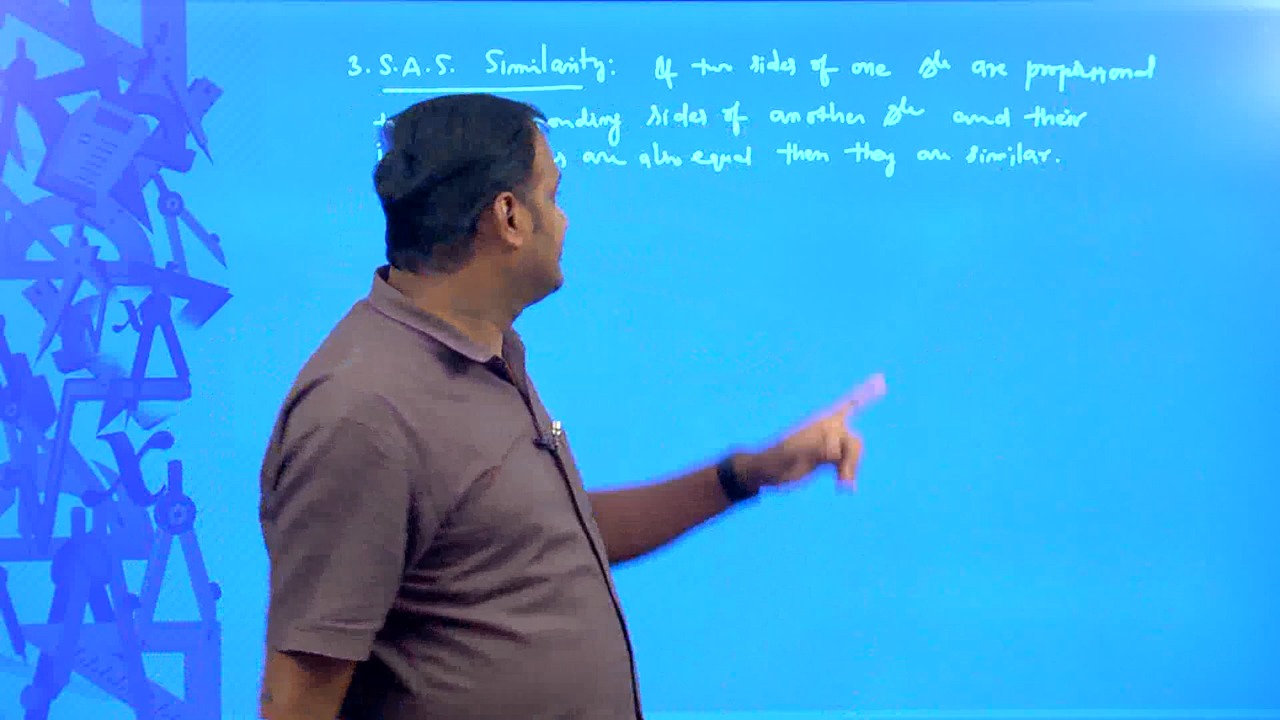 3. S.A.S. Similarity: If two sides of one Δle are proportional
sides of another Δle and their
are also equal then they are similar.